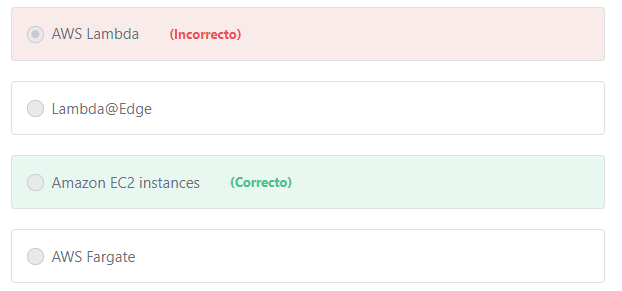 AWS Lambda (Incorrecto)
Lambda@Edge
Amazon EC2 instances (Correcto)
AWS Fargate